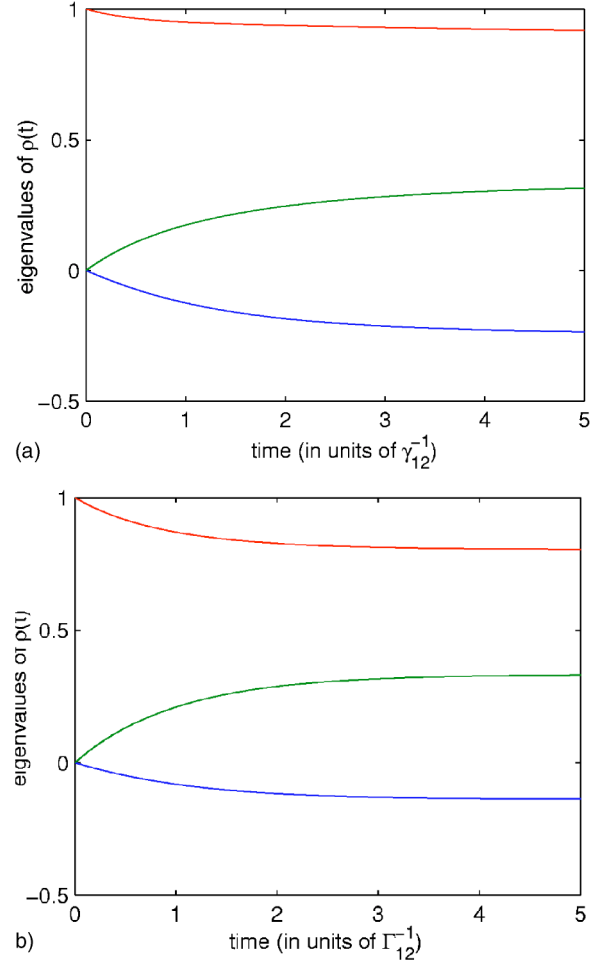 1
0.5
0
−0.5
eigenvalues of ρ(t)
0 1 2 3 4 5
(a) time (in units of γ₁₂⁻¹)
1
0.5
0
-0.5
eigenvalues of ρ(t)
0 1 2 3 4 5
b) time (in units of Γ₁₂⁻¹)